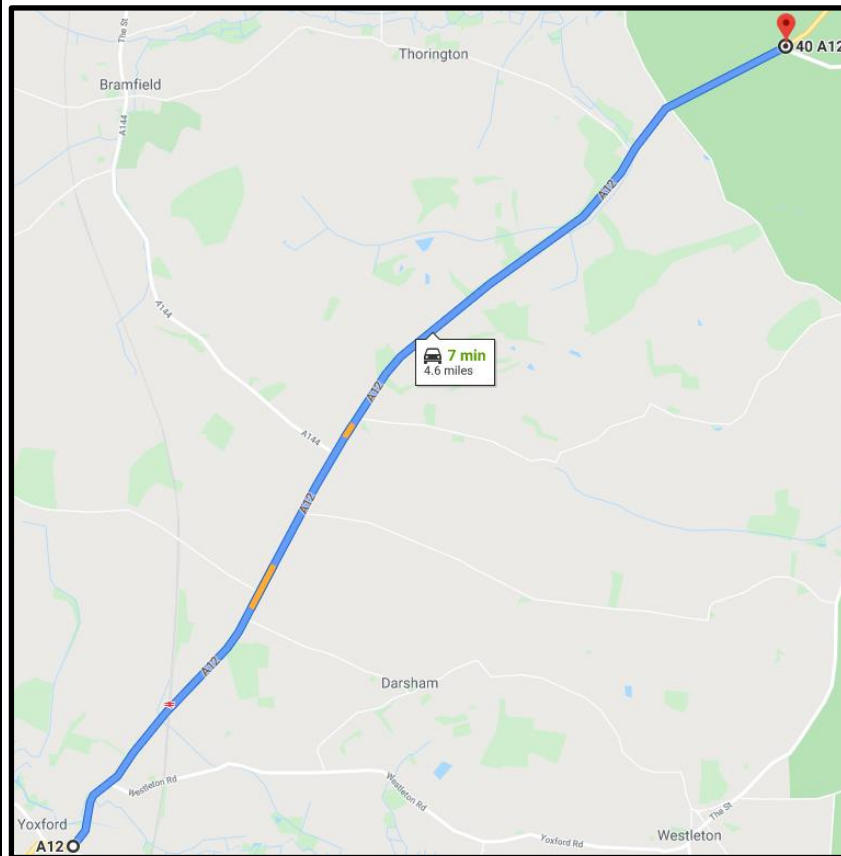 The St
40 A12
Thorington
Bramfield
A144
A12
A144
7 min
4.6 miles
A12
A144
A12
A12
Darsham
Westleton Rd
Westleton Rd
The St
Yoxford
Yoxford Rd
Westleton
A12